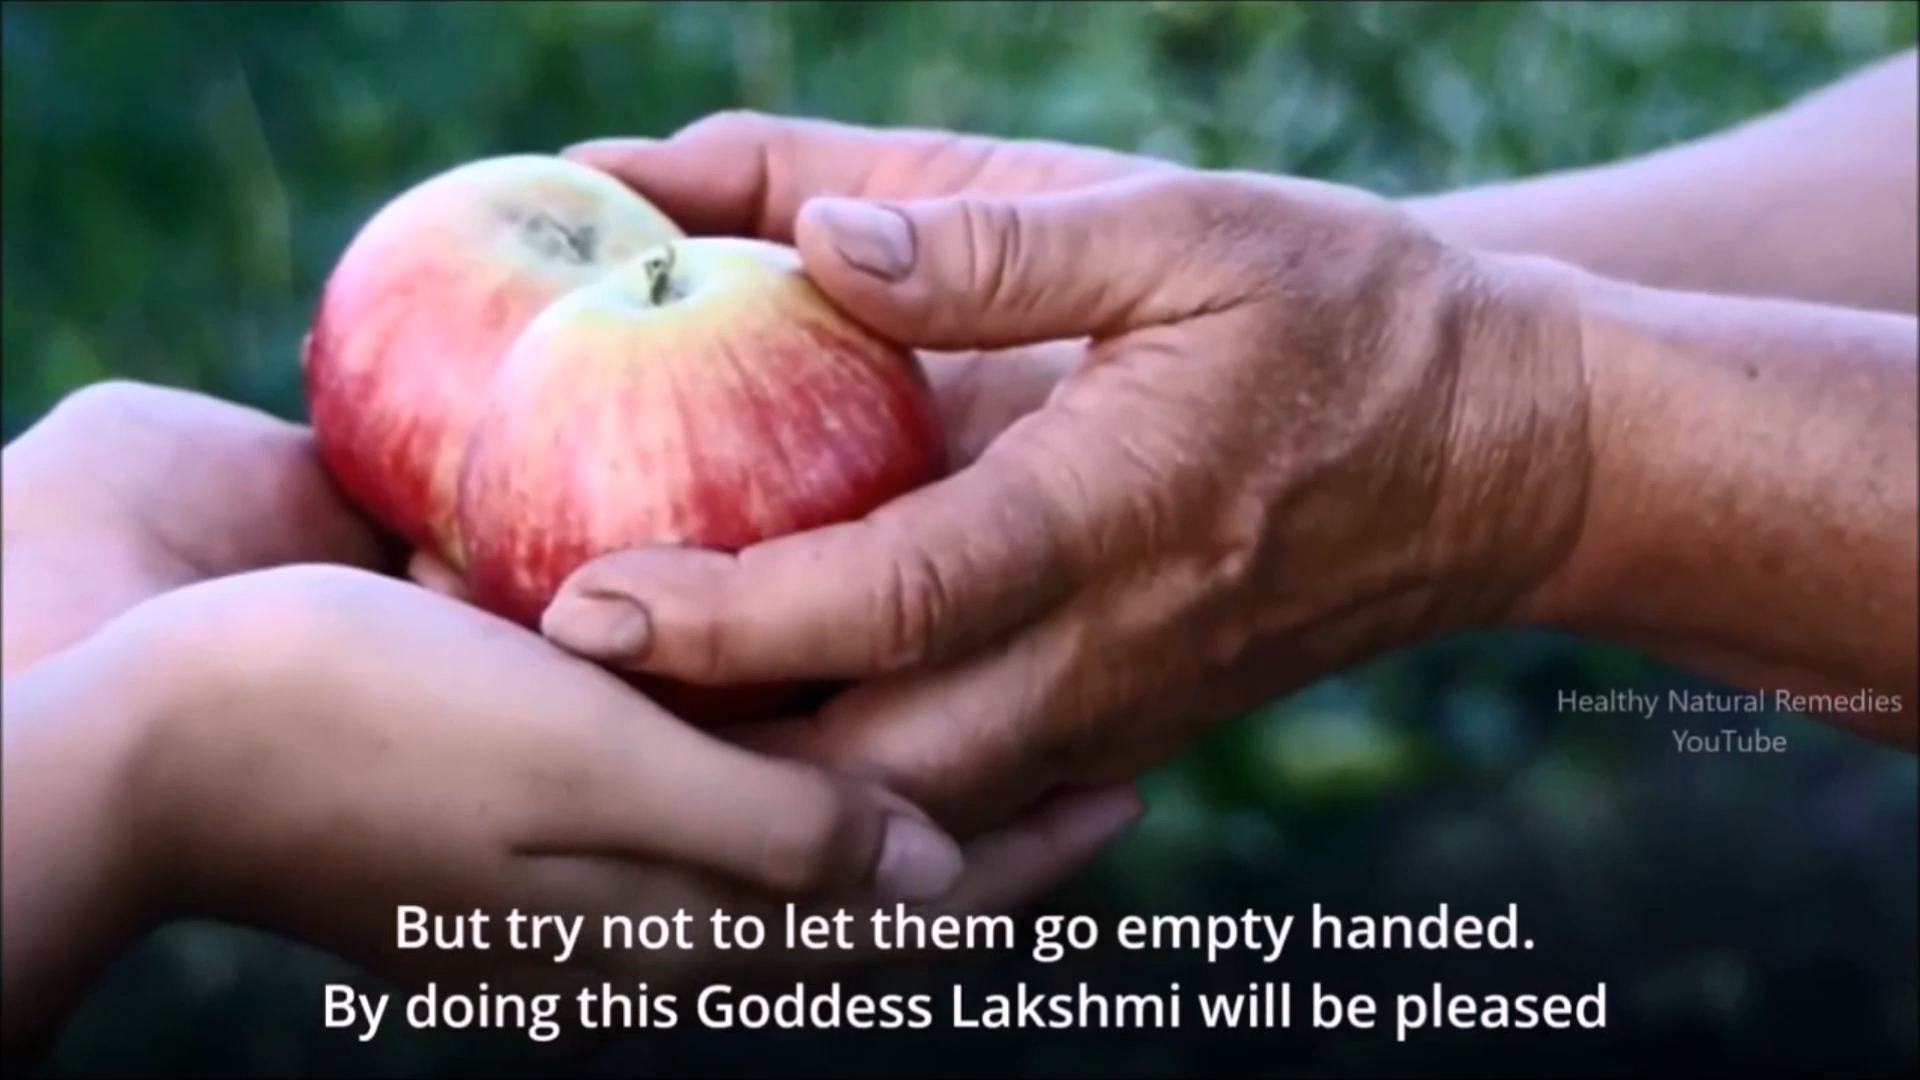 Healthy Natural Remedies
YouTube
But try not to let them go empty handed.
By doing this Goddess Lakshmi will be pleased